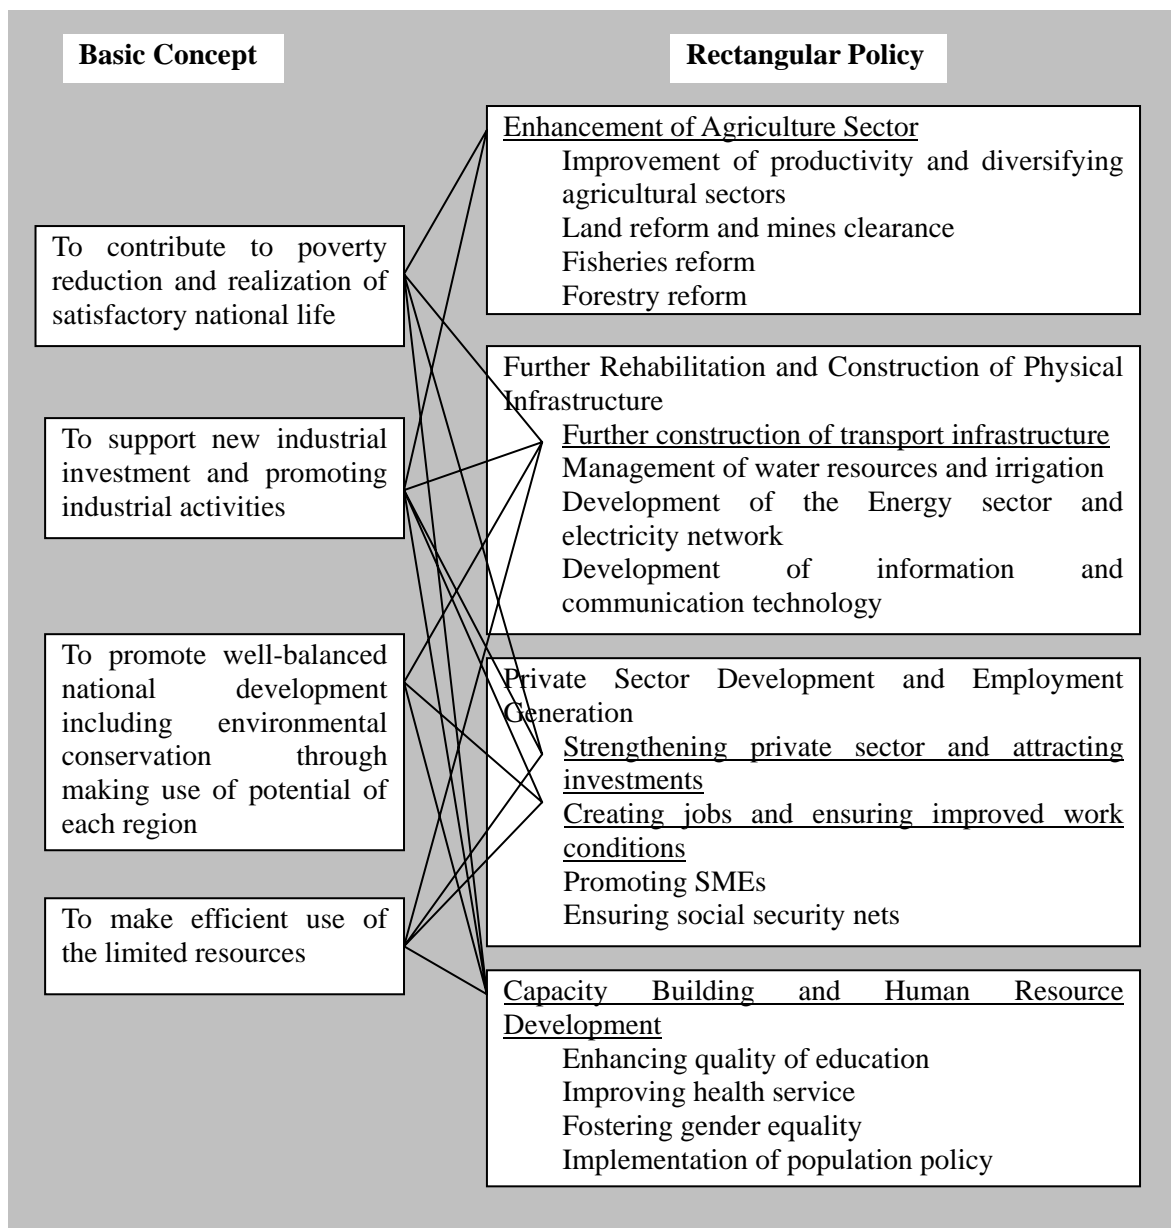 Basic Concept
Rectangular Policy
To contribute to poverty
reduction and realization of
satisfactory national life
To support new industrial
investment and promoting
industrial activities
To promote well-balanced
national development
including environmental
conservation through
making use of potential of
each region
To make efficient use of
the limited resources
Enhancement of Agriculture Sector
Improvement of productivity and diversifying
agricultural sectors
Land reform and mines clearance
Fisheries reform
Forestry reform
Further Rehabilitation and Construction of Physical
Infrastructure
Further construction of transport infrastructure
Management of water resources and irrigation
Development of the Energy sector and
electricity network
Development of information and
communication technology
Private Sector Development and Employment
Generation
Strengthening private sector and attracting
investments
Creating jobs and ensuring improved work
conditions
Promoting SMEs
Ensuring social security nets
Capacity Building and Human Resource
Development
Enhancing quality of education
Improving health service
Fostering gender equality
Implementation of population policy